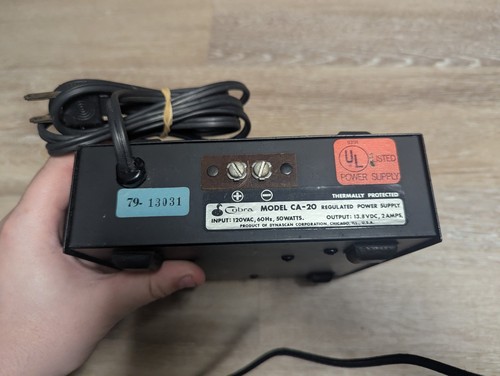 UL
LISTED
POWER SUPPLY
79- 13031
THERMALLY PROTECTED
Cobra MODEL CA-20 REGULATED POWER SUPPLY
INPUT: 120VAC, 60Hz, 50WATTS. OUTPUT: 13.8VDC, 2AMPS.
PRODUCT OF DYNASCAN CORPORATION, CHICAGO, ILL. U.S.A.